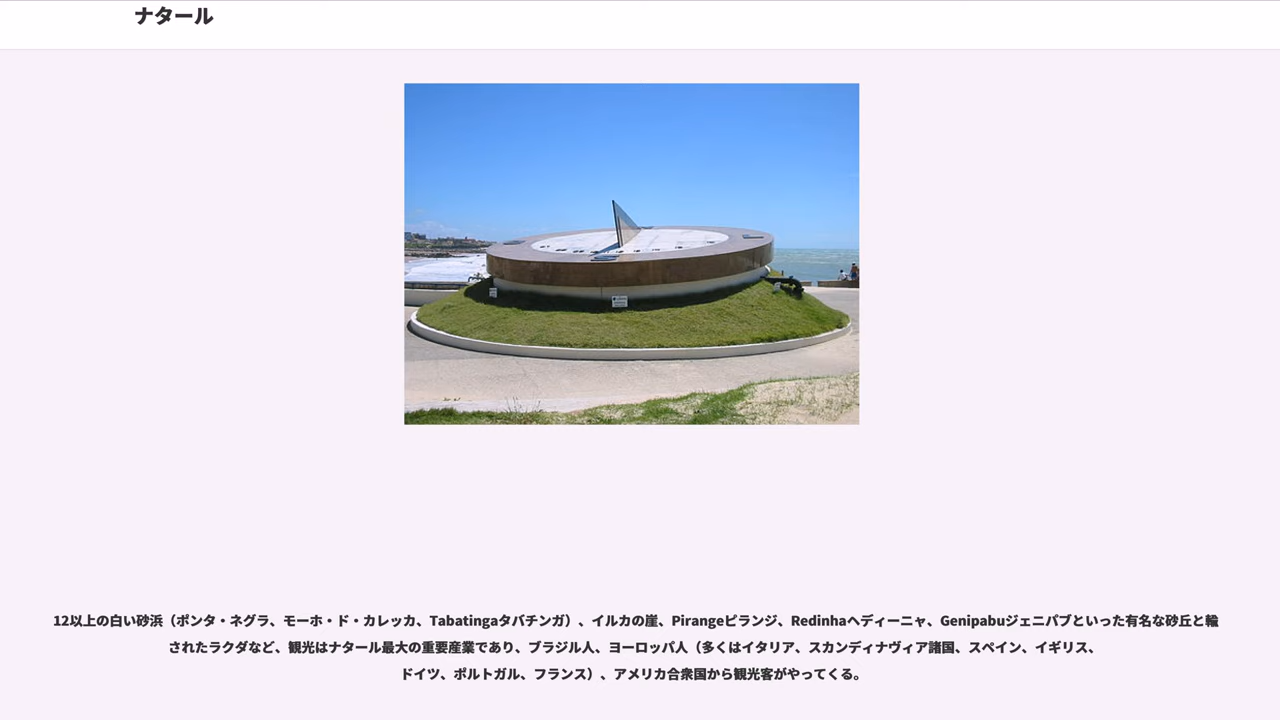 ナタール
12以上の白い砂浜（ポンタ・ネグラ、モーホ・ド・カレッカ、Tabatingaタバチンガ）、イルカの崖、Pirangeピランジ、Redinhaヘディーニャ、Genipabuジェニパブといった有名な砂丘と輸
されたラクダなど、観光はナタール最大の重要産業であり、ブラジル人、ヨーロッパ人（多くはイタリア、スカンディナヴィア諸国、スペイン、イギリス、
ドイツ、ポルトガル、フランス）、アメリカ合衆国から観光客がやってくる。